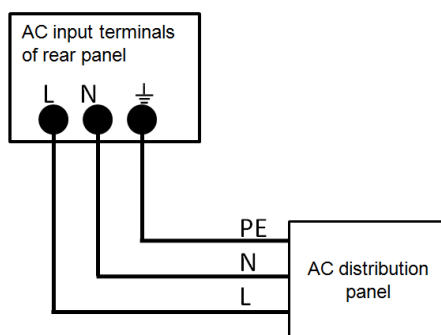 AC input terminals
of rear panel
L N
PE
N
L
AC distribution
panel